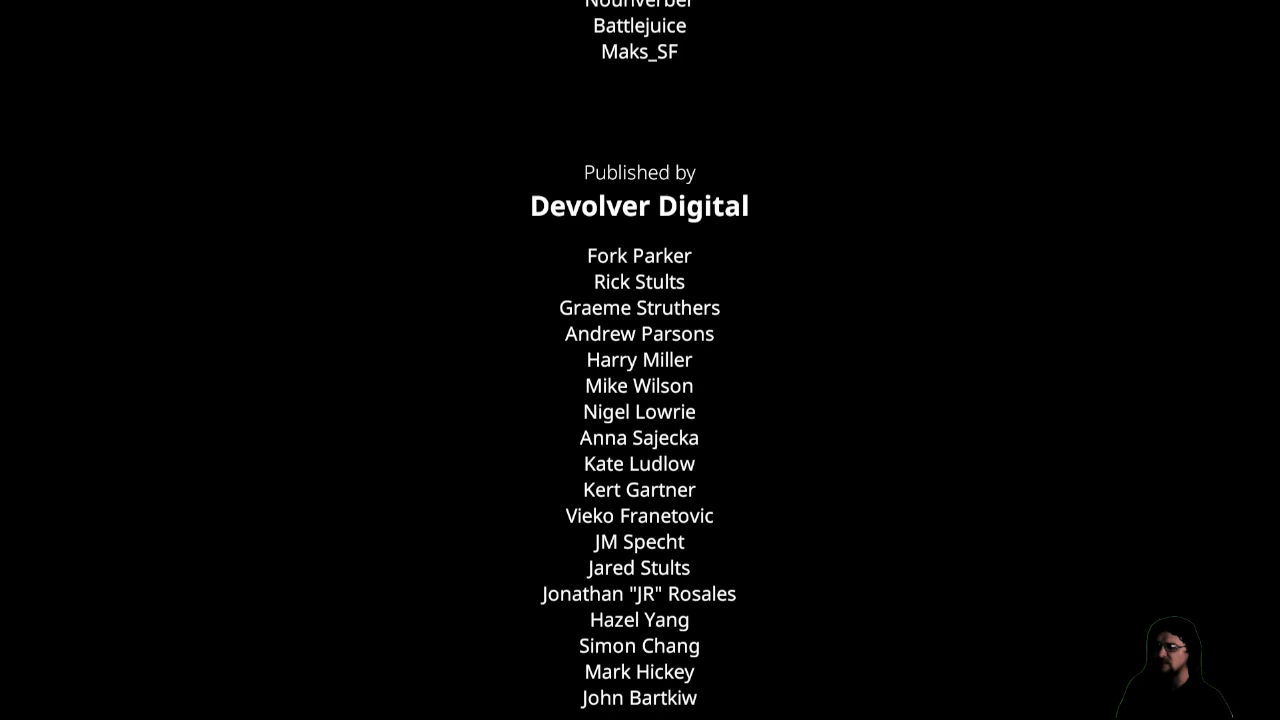 Nounverber
Battlejuice
Maks_SF
Published by
Devolver Digital
Fork Parker
Rick Stults
Graeme Struthers
Andrew Parsons
Harry Miller
Mike Wilson
Nigel Lowrie
Anna Sajecka
Kate Ludlow
Kert Gartner
Vieko Franetovic
JM Specht
Jared Stults
Jonathan "JR" Rosales
Hazel Yang
Simon Chang
Mark Hickey
John Bartkiw